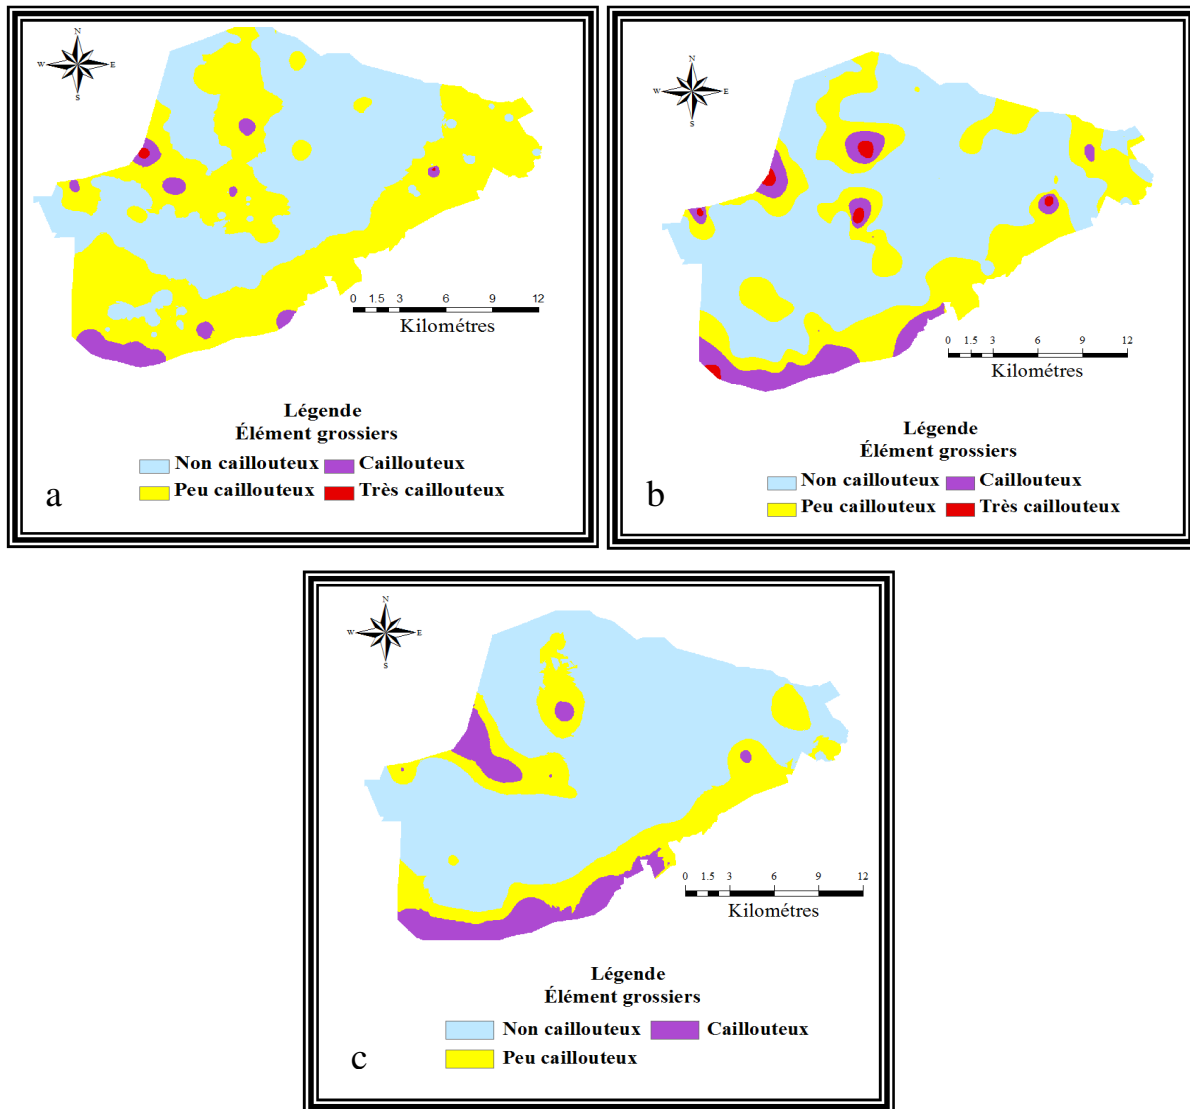 N
W E
S
0 1.5 3 6 9 12
Kilométres
Légende
Élément grossiers
Non caillouteux Caillouteux
Peu caillouteux Très caillouteux
a
N
W E
S
0 1.5 3 6 9 12
Kilométres
Légende
Élément grossiers
Non caillouteux Caillouteux
Peu caillouteux Très caillouteux
b
N
W E
S
0 1.5 3 6 9 12
Kilométres
Légende
Élément grossiers
Non caillouteux Caillouteux
Peu caillouteux
c